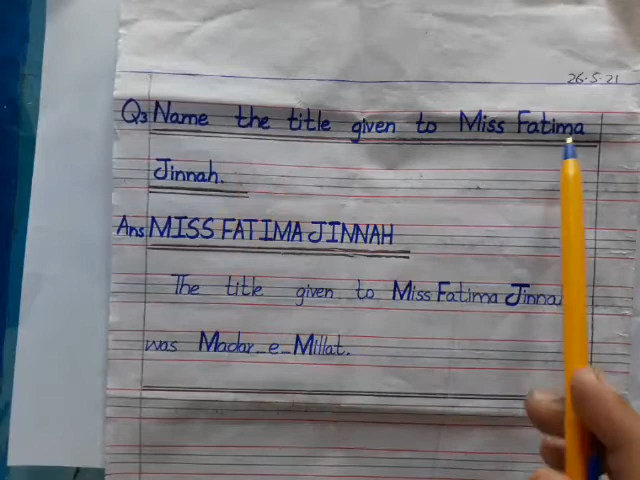 26-5-21
Q3 Name the title given to Miss Fatima
Jinnah.
Ans MISS FATIMA JINNAH
The title given to Miss Fatima Jinna
was Madar-e-Millat.